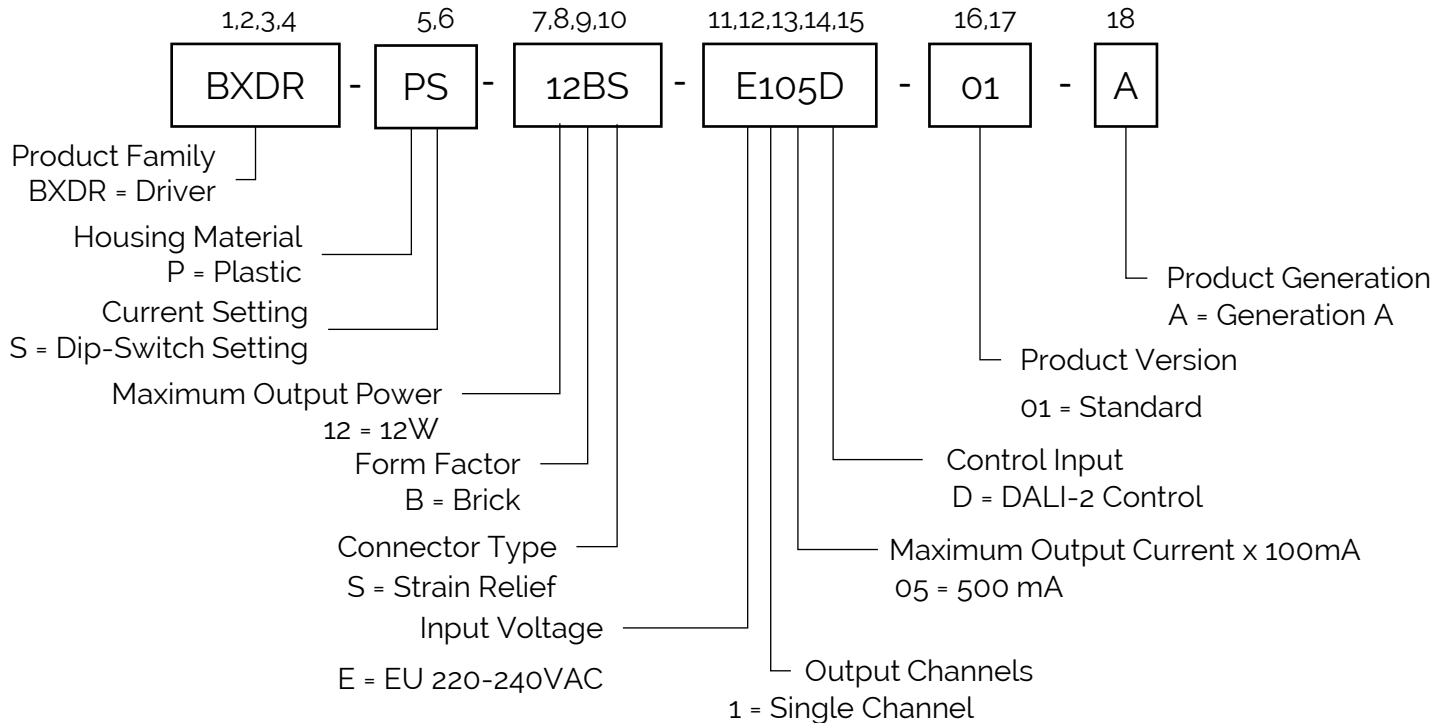 1,2,3,4 5,6 7,8,9,10 11,12,13,14,15 16,17 18
BXDR - PS - 12BS - E105D - 01 - A
Product Family
BXDR = Driver
Housing Material
P = Plastic
Current Setting
S = Dip-Switch Setting
Maximum Output Power
12 = 12W
Form Factor
B = Brick
Connector Type
S = Strain Relief
Input Voltage
E = EU 220-240VAC
Output Channels
1 = Single Channel
Maximum Output Current x 100mA
05 = 500 mA
Control Input
D = DALI-2 Control
Product Version
01 = Standard
Product Generation
A = Generation A